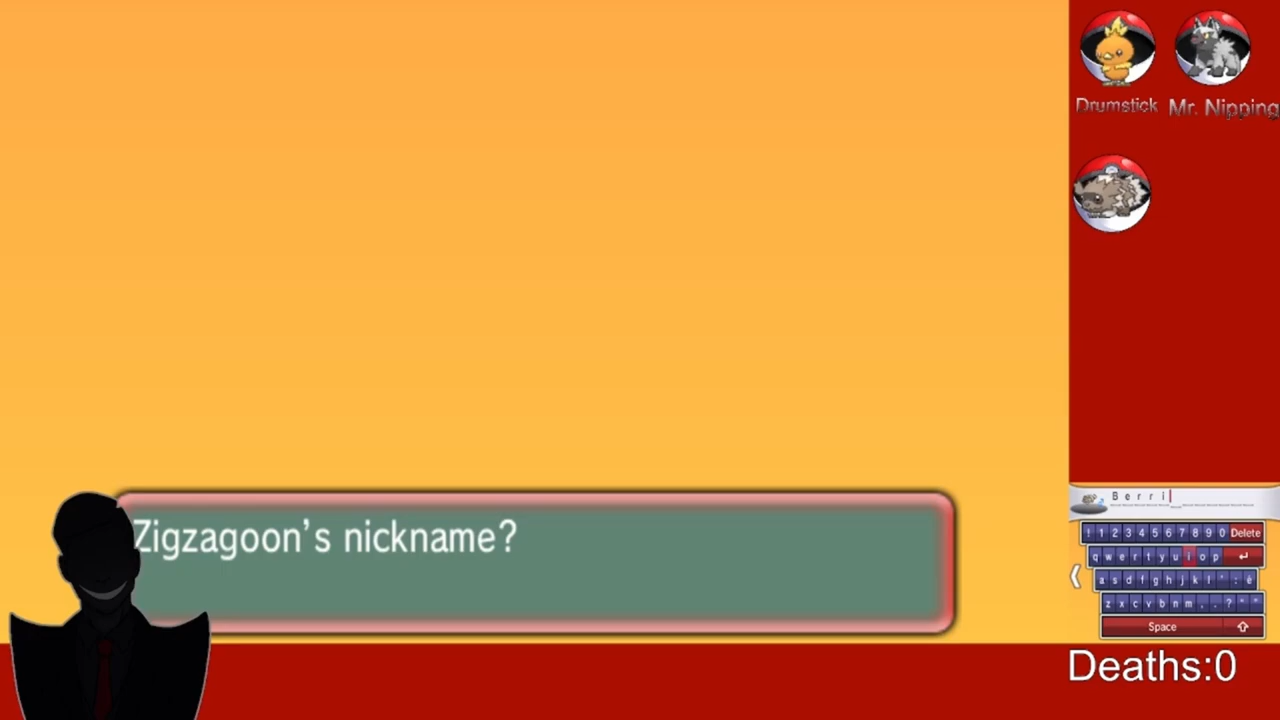 Drumstick Mr. Nipping
Zigzagoon's nickname?
Berri
! 1 2 3 4 5 6 7 8 9 0 Delete
q w e r t y u i o p
a s d f g h j k l ' : é
z x c v b n m , . ? " "
Space
Deaths:0